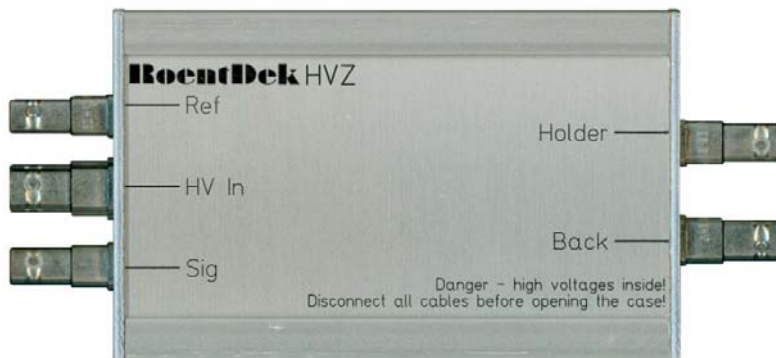 RoentDek HVZ
Ref
Holder
HV In
Back
Sig
Danger - high voltages inside!
Disconnect all cables before opening the case!